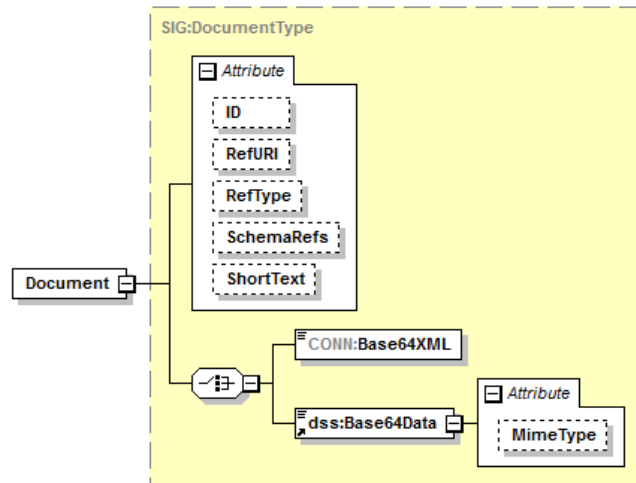 SIG:DocumentType
Attribute
ID
RefURI
RefType
SchemaRefs
ShortText
Document
CONN:Base64XML
Attribute
dss:Base64Data
MimeType